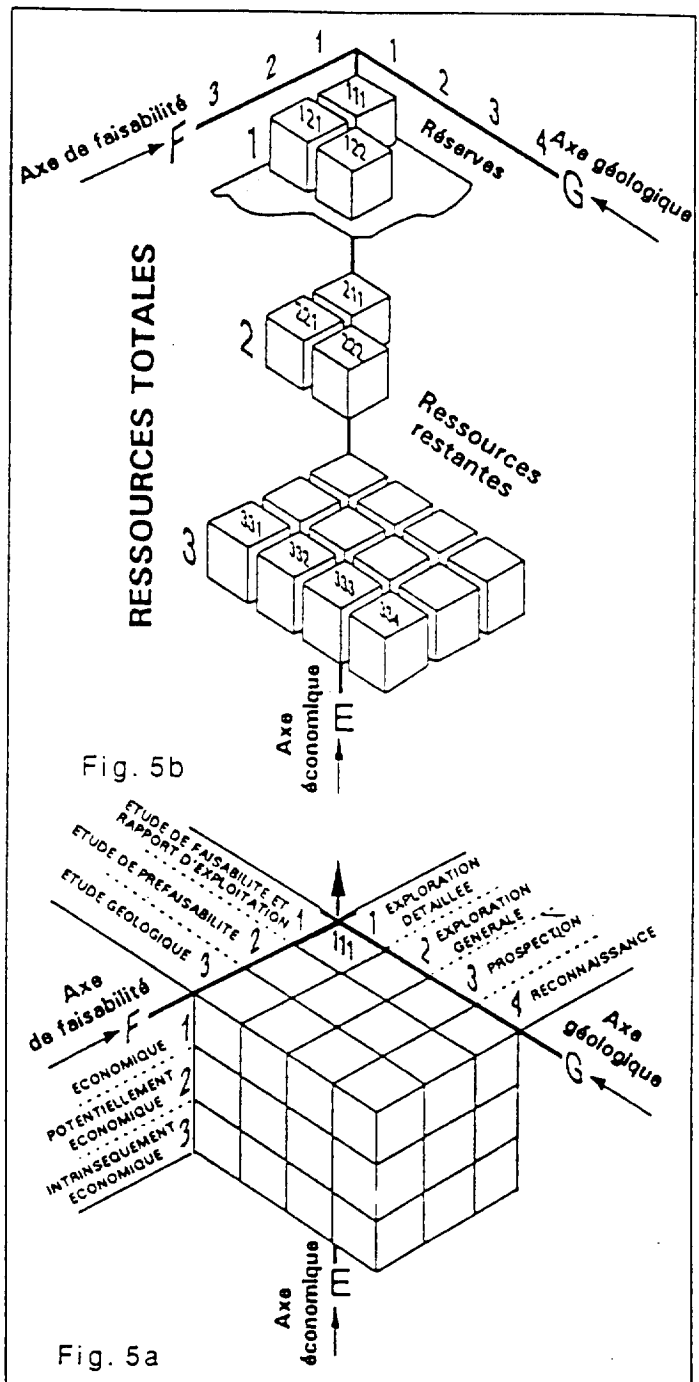 1
1
2
2
3
3
4
Axe de faisabilité
F
Axe géologique
G
111
121
122
1
Réserves
RESSOURCES TOTALES
211
221
222
2
Ressources
restantes
331
332
333
334
3
Axe
économique
E
Fig. 5b
ETUDE DE FAISABILITÉ ET
RAPPORT D'EXPLOITATION
1
ETUDE DE PREFAISABILITE
2
ETUDE GEOLOGIQUE
3
1
EXPLORATION
DETAILLÉE
2
EXPLORATION
GENERALE
3
PROSPECTION
4
RECONNAISSANCE
111
Axe
de faisabilité
F
Axe
géologique
G
1
ECONOMIQUE
2
POTENTIELLEMENT
ECONOMIQUE
3
INTRINSEQUEMENT
ECONOMIQUE
Axe
économique
E
Fig. 5a